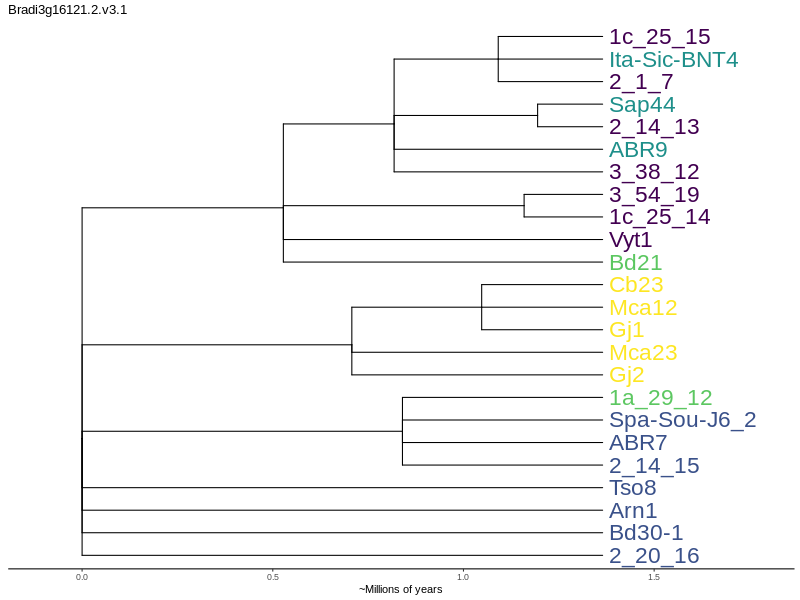 Bradi3g16121.2.v3.1
1c_25_15
Ita-Sic-BNT4
2_1_7
Sap44
2_14_13
ABR9
3_38_12
3_54_19
1c_25_14
Vyt1
Bd21
Cb23
Mca12
Gj1
Mca23
Gj2
1a_29_12
Spa-Sou-J6_2
ABR7
2_14_15
Tso8
Arn1
Bd30-1
2_20_16
0.0 0.5 1.0 1.5
~Millions of years